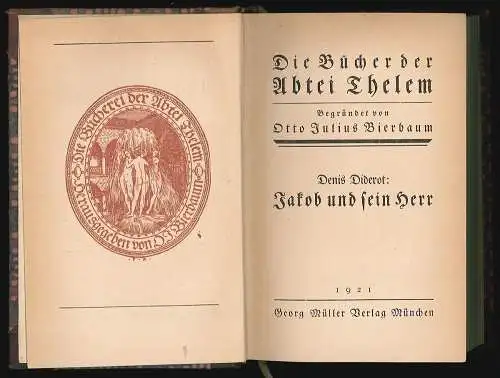 Die Bücherei der Abtei Thelem
Herausgegeben von O.J. Bierbaum
Die Bücher der
Abtei Thelem
Begründet von
Otto Julius Bierbaum
Denis Diderot:
Jakob und sein Herr
1921
Georg Müller Verlag München